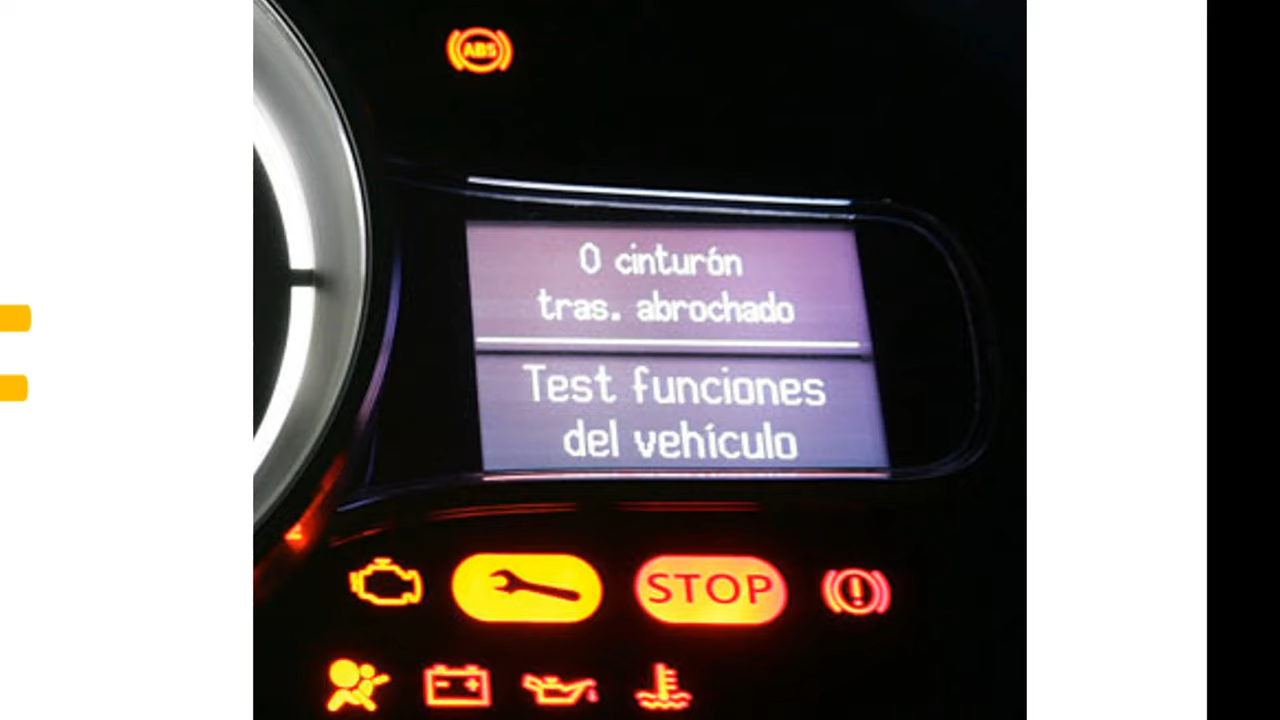 ABS
0 cinturón
tras. abrochado
Test funciones
del vehículo
STOP